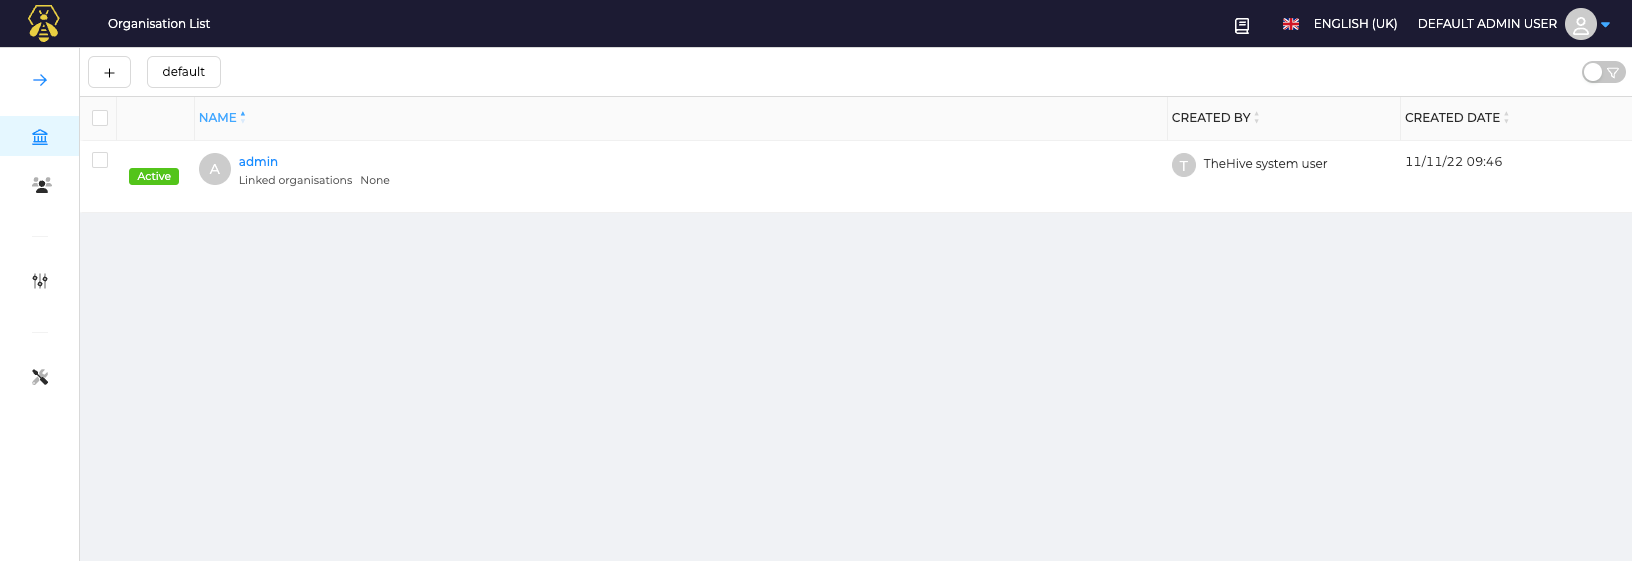 Organisation List
ENGLISH (UK)
DEFAULT ADMIN USER
+
default
NAME
CREATED BY
CREATED DATE
Active
A
admin
Linked organisations None
T
TheHive system user
11/11/22 09:46